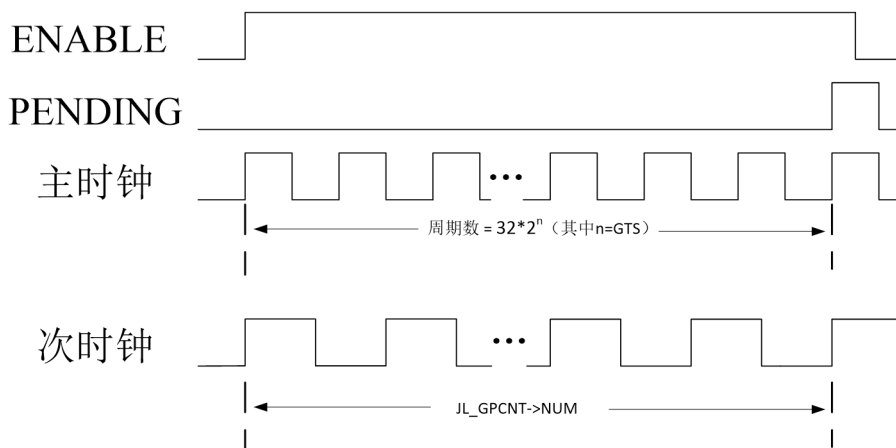 ENABLE
PENDING
主时钟
•••
周期数 = 32*2ⁿ（其中n=GTS）
次时钟
•••
JL_GPCNT->NUM